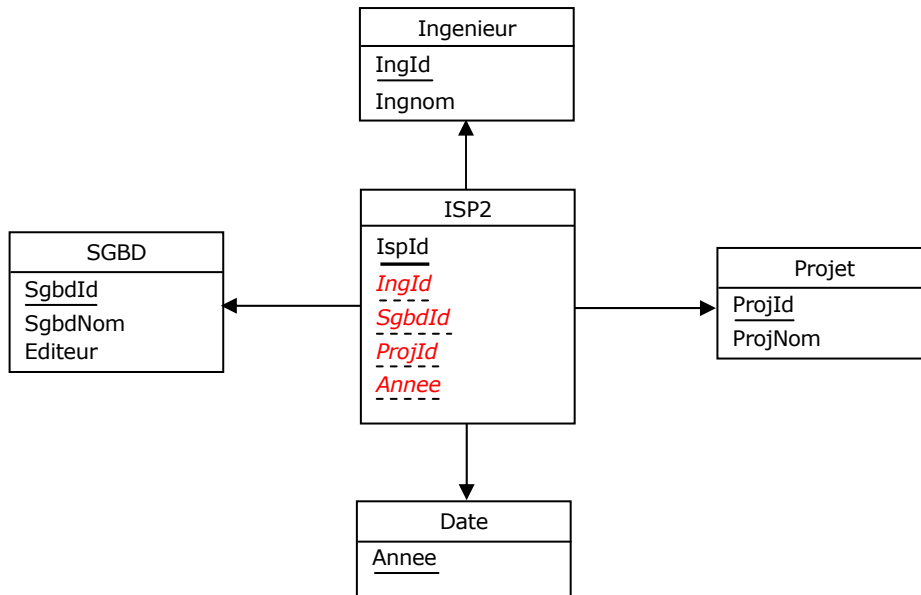 Ingenieur
IngId
Ingnom
ISP2
IspId
IngId
SgbdId
ProjId
Annee
SGBD
SgbdId
SgbdNom
Editeur
Projet
ProjId
ProjNom
Date
Annee